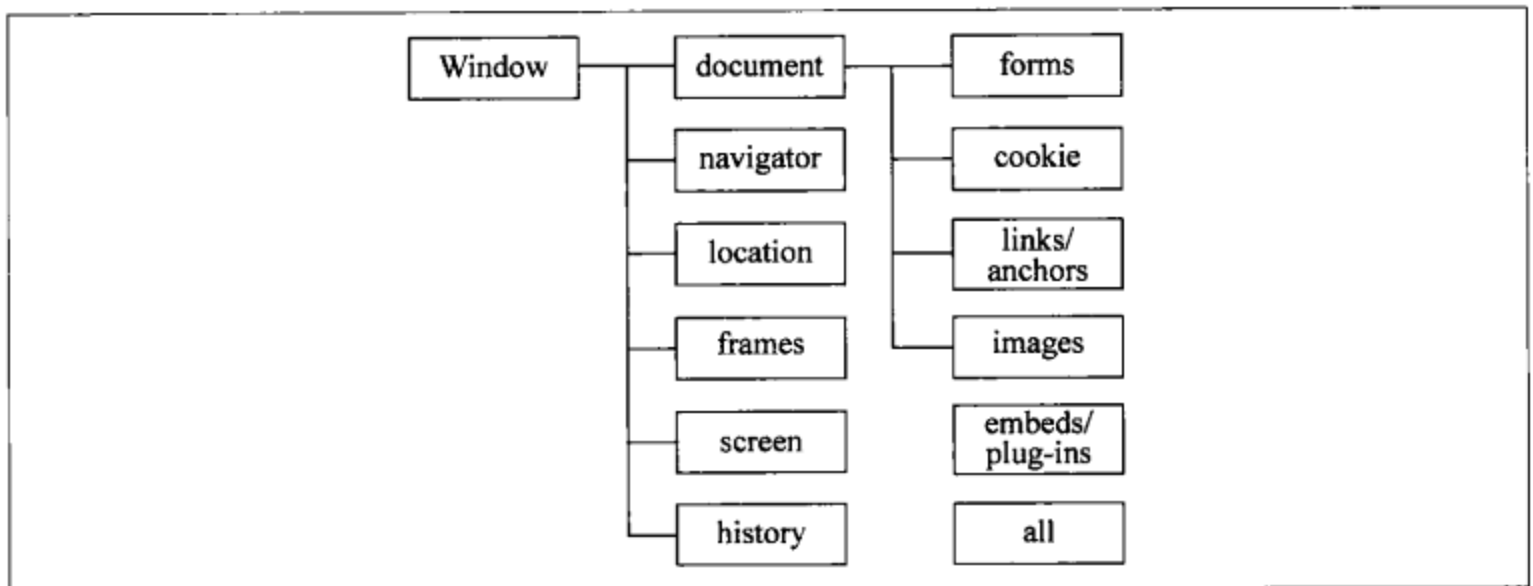 Window
document
forms
navigator
cookie
location
links/
anchors
frames
images
screen
embeds/
plug-ins
history
all